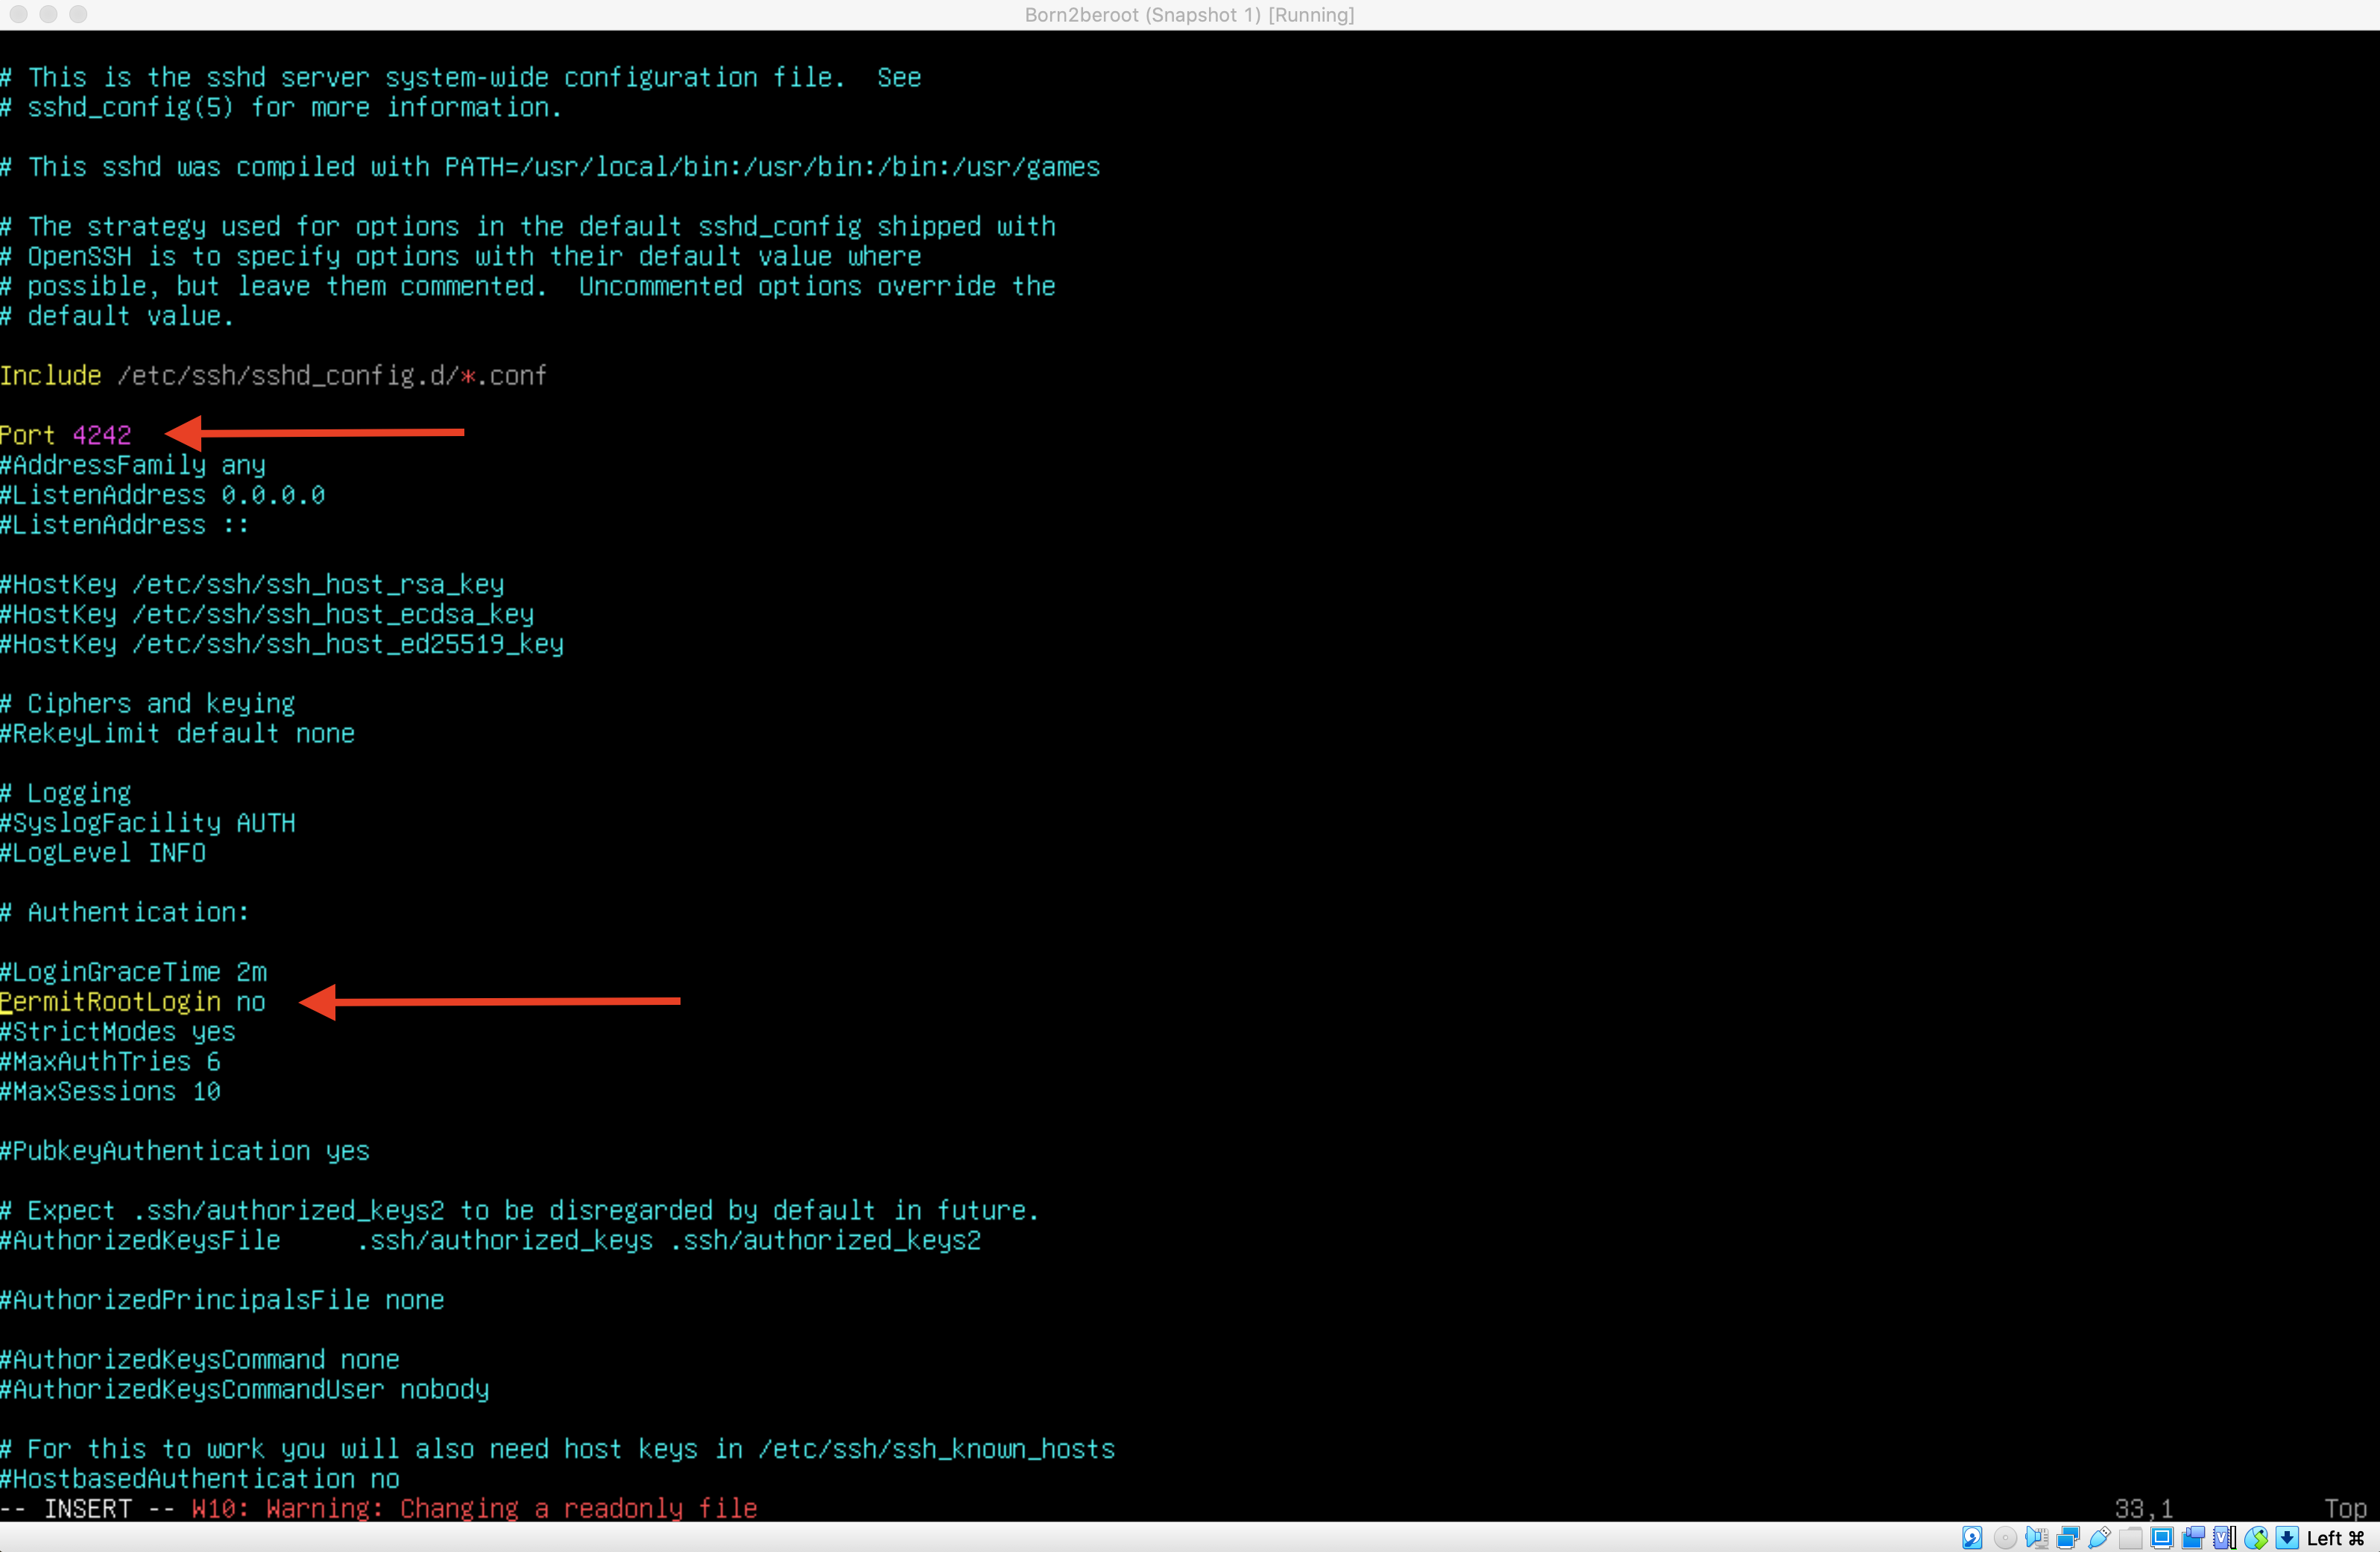 Born2beroot (Snapshot 1) [Running]
# This is the sshd server system-wide configuration file.  See
# sshd_config(5) for more information.
# This sshd was compiled with PATH=/usr/local/bin:/usr/bin:/bin:/usr/games
# The strategy used for options in the default sshd_config shipped with
# OpenSSH is to specify options with their default value where
# possible, but leave them commented.  Uncommented options override the
# default value.
Include /etc/ssh/sshd_config.d/*.conf
Port 4242
#AddressFamily any
#ListenAddress 0.0.0.0
#ListenAddress ::
#HostKey /etc/ssh/ssh_host_rsa_key
#HostKey /etc/ssh/ssh_host_ecdsa_key
#HostKey /etc/ssh/ssh_host_ed25519_key
# Ciphers and keying
#RekeyLimit default none
# Logging
#SyslogFacility AUTH
#LogLevel INFO
# Authentication:
#LoginGraceTime 2m
PermitRootLogin no
#StrictModes yes
#MaxAuthTries 6
#MaxSessions 10
#PubkeyAuthentication yes
# Expect .ssh/authorized_keys2 to be disregarded by default in future.
#AuthorizedKeysFile     .ssh/authorized_keys .ssh/authorized_keys2
#AuthorizedPrincipalsFile none
#AuthorizedKeysCommand none
#AuthorizedKeysCommandUser nobody
# For this to work you will also need host keys in /etc/ssh/ssh_known_hosts
#HostbasedAuthentication no
-- INSERT -- W10: Warning: Changing a readonly file 33,1 Top
Left ⌘